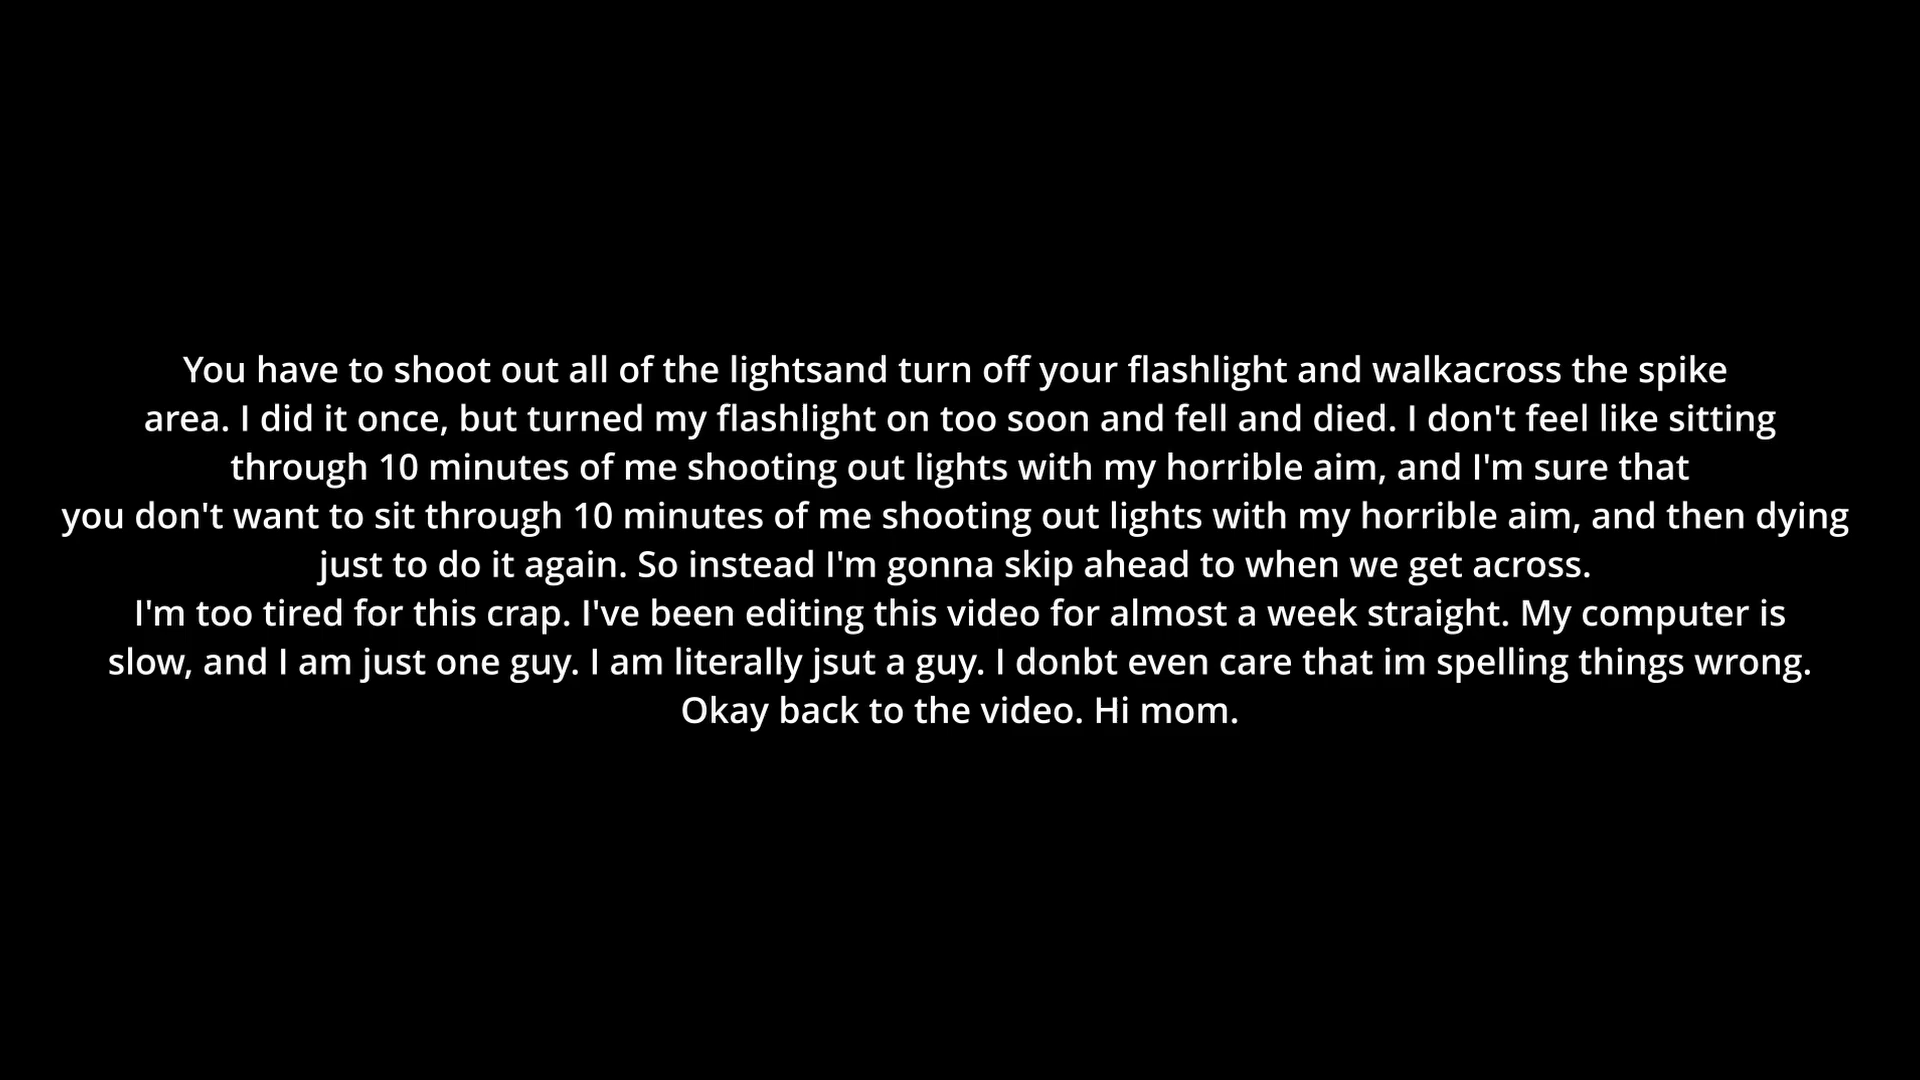 You have to shoot out all of the lightsand turn off your flashlight and walkacross the spike
area. I did it once, but turned my flashlight on too soon and fell and died. I don't feel like sitting
through 10 minutes of me shooting out lights with my horrible aim, and I'm sure that
you don't want to sit through 10 minutes of me shooting out lights with my horrible aim, and then dying
just to do it again. So instead I'm gonna skip ahead to when we get across.
I'm too tired for this crap. I've been editing this video for almost a week straight. My computer is
slow, and I am just one guy. I am literally jsut a guy. I donbt even care that im spelling things wrong.
Okay back to the video. Hi mom.